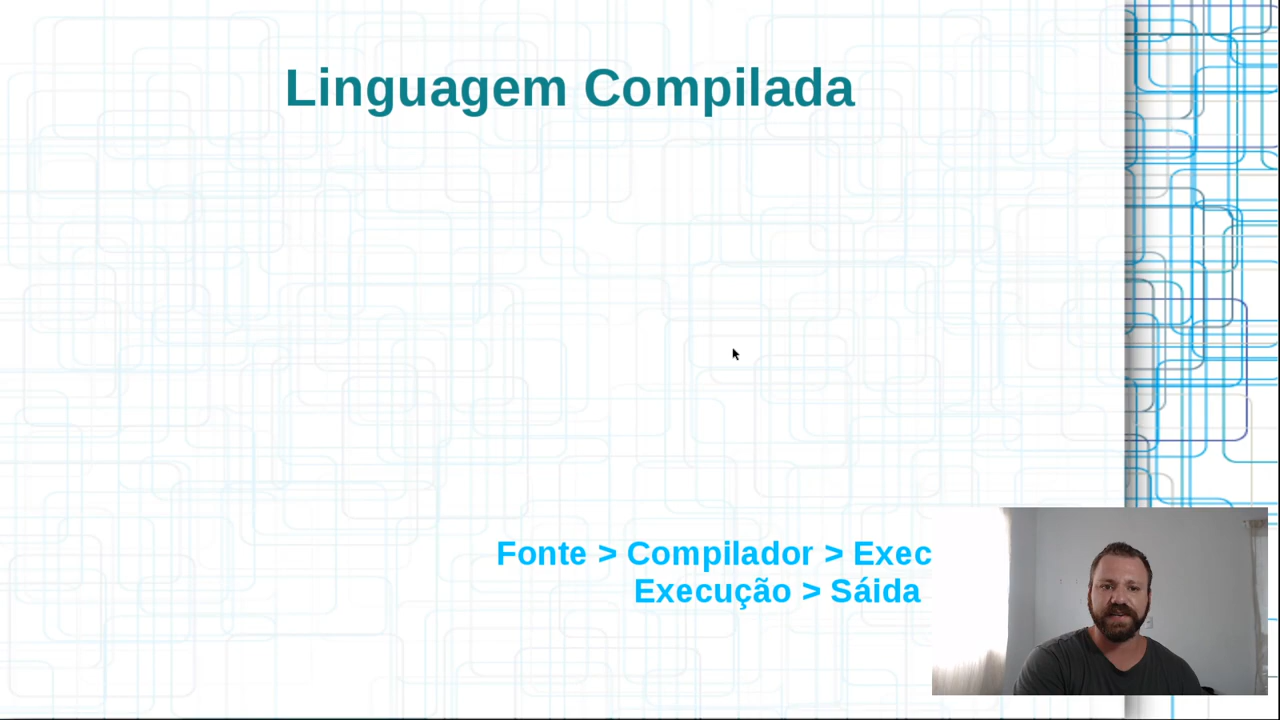 Linguagem Compilada
Fonte > Compilador > Exec
Execução > Sáida